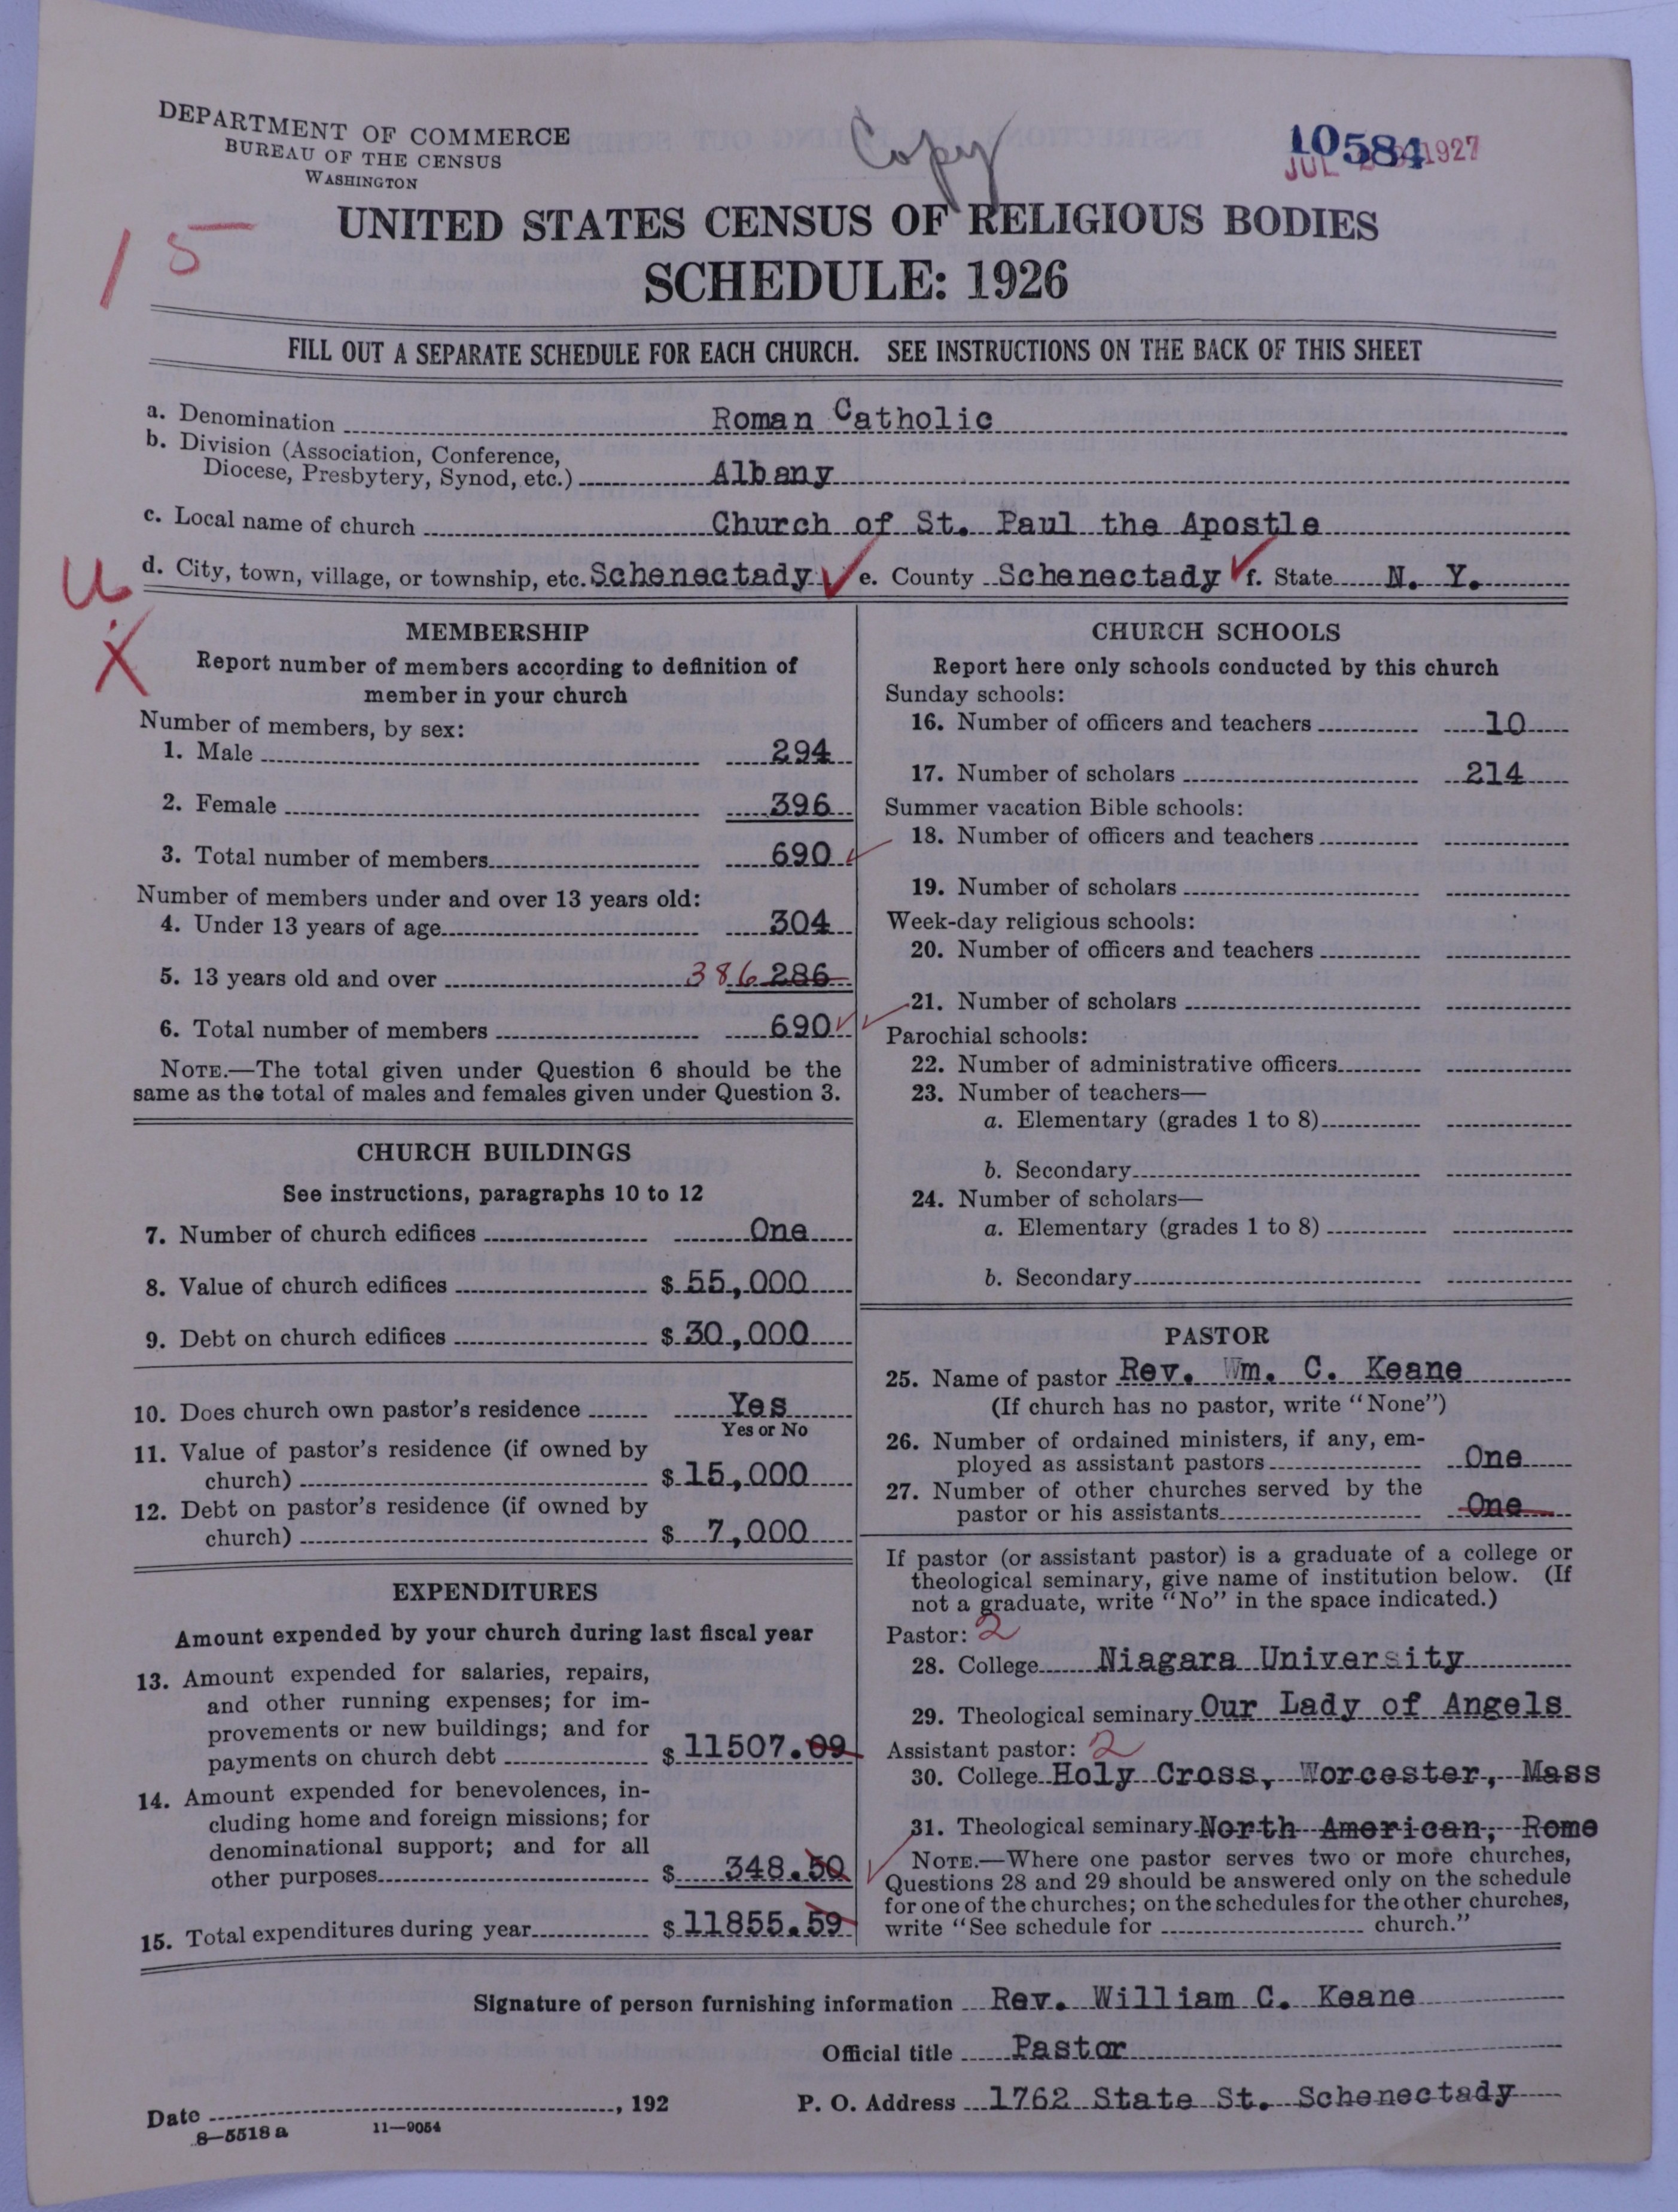 DEPARTMENT OF COMMERCE
BUREAU OF THE CENSUS
WASHINGTON
Copy
10584
JUL 1927
15
UNITED STATES CENSUS OF RELIGIOUS BODIES
SCHEDULE: 1926
FILL OUT A SEPARATE SCHEDULE FOR EACH CHURCH. SEE INSTRUCTIONS ON THE BACK OF THIS SHEET
a. Denomination Roman Catholic
b. Division (Association, Conference,
Diocese, Presbytery, Synod, etc.) Albany
c. Local name of church Church of St. Paul the Apostle
d. City, town, village, or township, etc. Schenectady e. County Schenectady f. State N. Y.
U
X
MEMBERSHIP
Report number of members according to definition of
member in your church
Number of members, by sex:
1. Male 294
2. Female 396
3. Total number of members 690
Number of members under and over 13 years old:
4. Under 13 years of age 304
5. 13 years old and over 386 286
6. Total number of members 690
NOTE.—The total given under Question 6 should be the
same as the total of males and females given under Question 3.
CHURCH BUILDINGS
See instructions, paragraphs 10 to 12
7. Number of church edifices One
8. Value of church edifices $ 55,000
9. Debt on church edifices $ 30,000
10. Does church own pastor's residence Yes
Yes or No
11. Value of pastor's residence (if owned by
church) $ 15,000
12. Debt on pastor's residence (if owned by
church) $ 7,000
EXPENDITURES
Amount expended by your church during last fiscal year
13. Amount expended for salaries, repairs,
and other running expenses; for im-
provements or new buildings; and for
payments on church debt $ 11507.09
14. Amount expended for benevolences, in-
cluding home and foreign missions; for
denominational support; and for all
other purposes $ 348.50
15. Total expenditures during year $ 11855.59
CHURCH SCHOOLS
Report here only schools conducted by this church
Sunday schools:
16. Number of officers and teachers 10
17. Number of scholars 214
Summer vacation Bible schools:
18. Number of officers and teachers
19. Number of scholars
Week-day religious schools:
20. Number of officers and teachers
21. Number of scholars
Parochial schools:
22. Number of administrative officers
23. Number of teachers—
a. Elementary (grades 1 to 8)
b. Secondary
24. Number of scholars—
a. Elementary (grades 1 to 8)
b. Secondary
PASTOR
25. Name of pastor Rev. Wm. C. Keane
(If church has no pastor, write "None")
26. Number of ordained ministers, if any, em-
ployed as assistant pastors One
27. Number of other churches served by the
pastor or his assistants One
If pastor (or assistant pastor) is a graduate of a college or
theological seminary, give name of institution below. (If
not a graduate, write "No" in the space indicated.)
Pastor: 2
28. College Niagara University
29. Theological seminary Our Lady of Angels
Assistant pastor: 2
30. College Holy Cross, Worcester, Mass
31. Theological seminary North American, Rome
NOTE.—Where one pastor serves two or more churches,
Questions 28 and 29 should be answered only on the schedule
for one of the churches; on the schedules for the other churches,
write "See schedule for church."
Signature of person furnishing information Rev. William C. Keane
Official title Pastor
Date , 192 P. O. Address 1762 State St. Schenectady
8—5518 a 11—9054